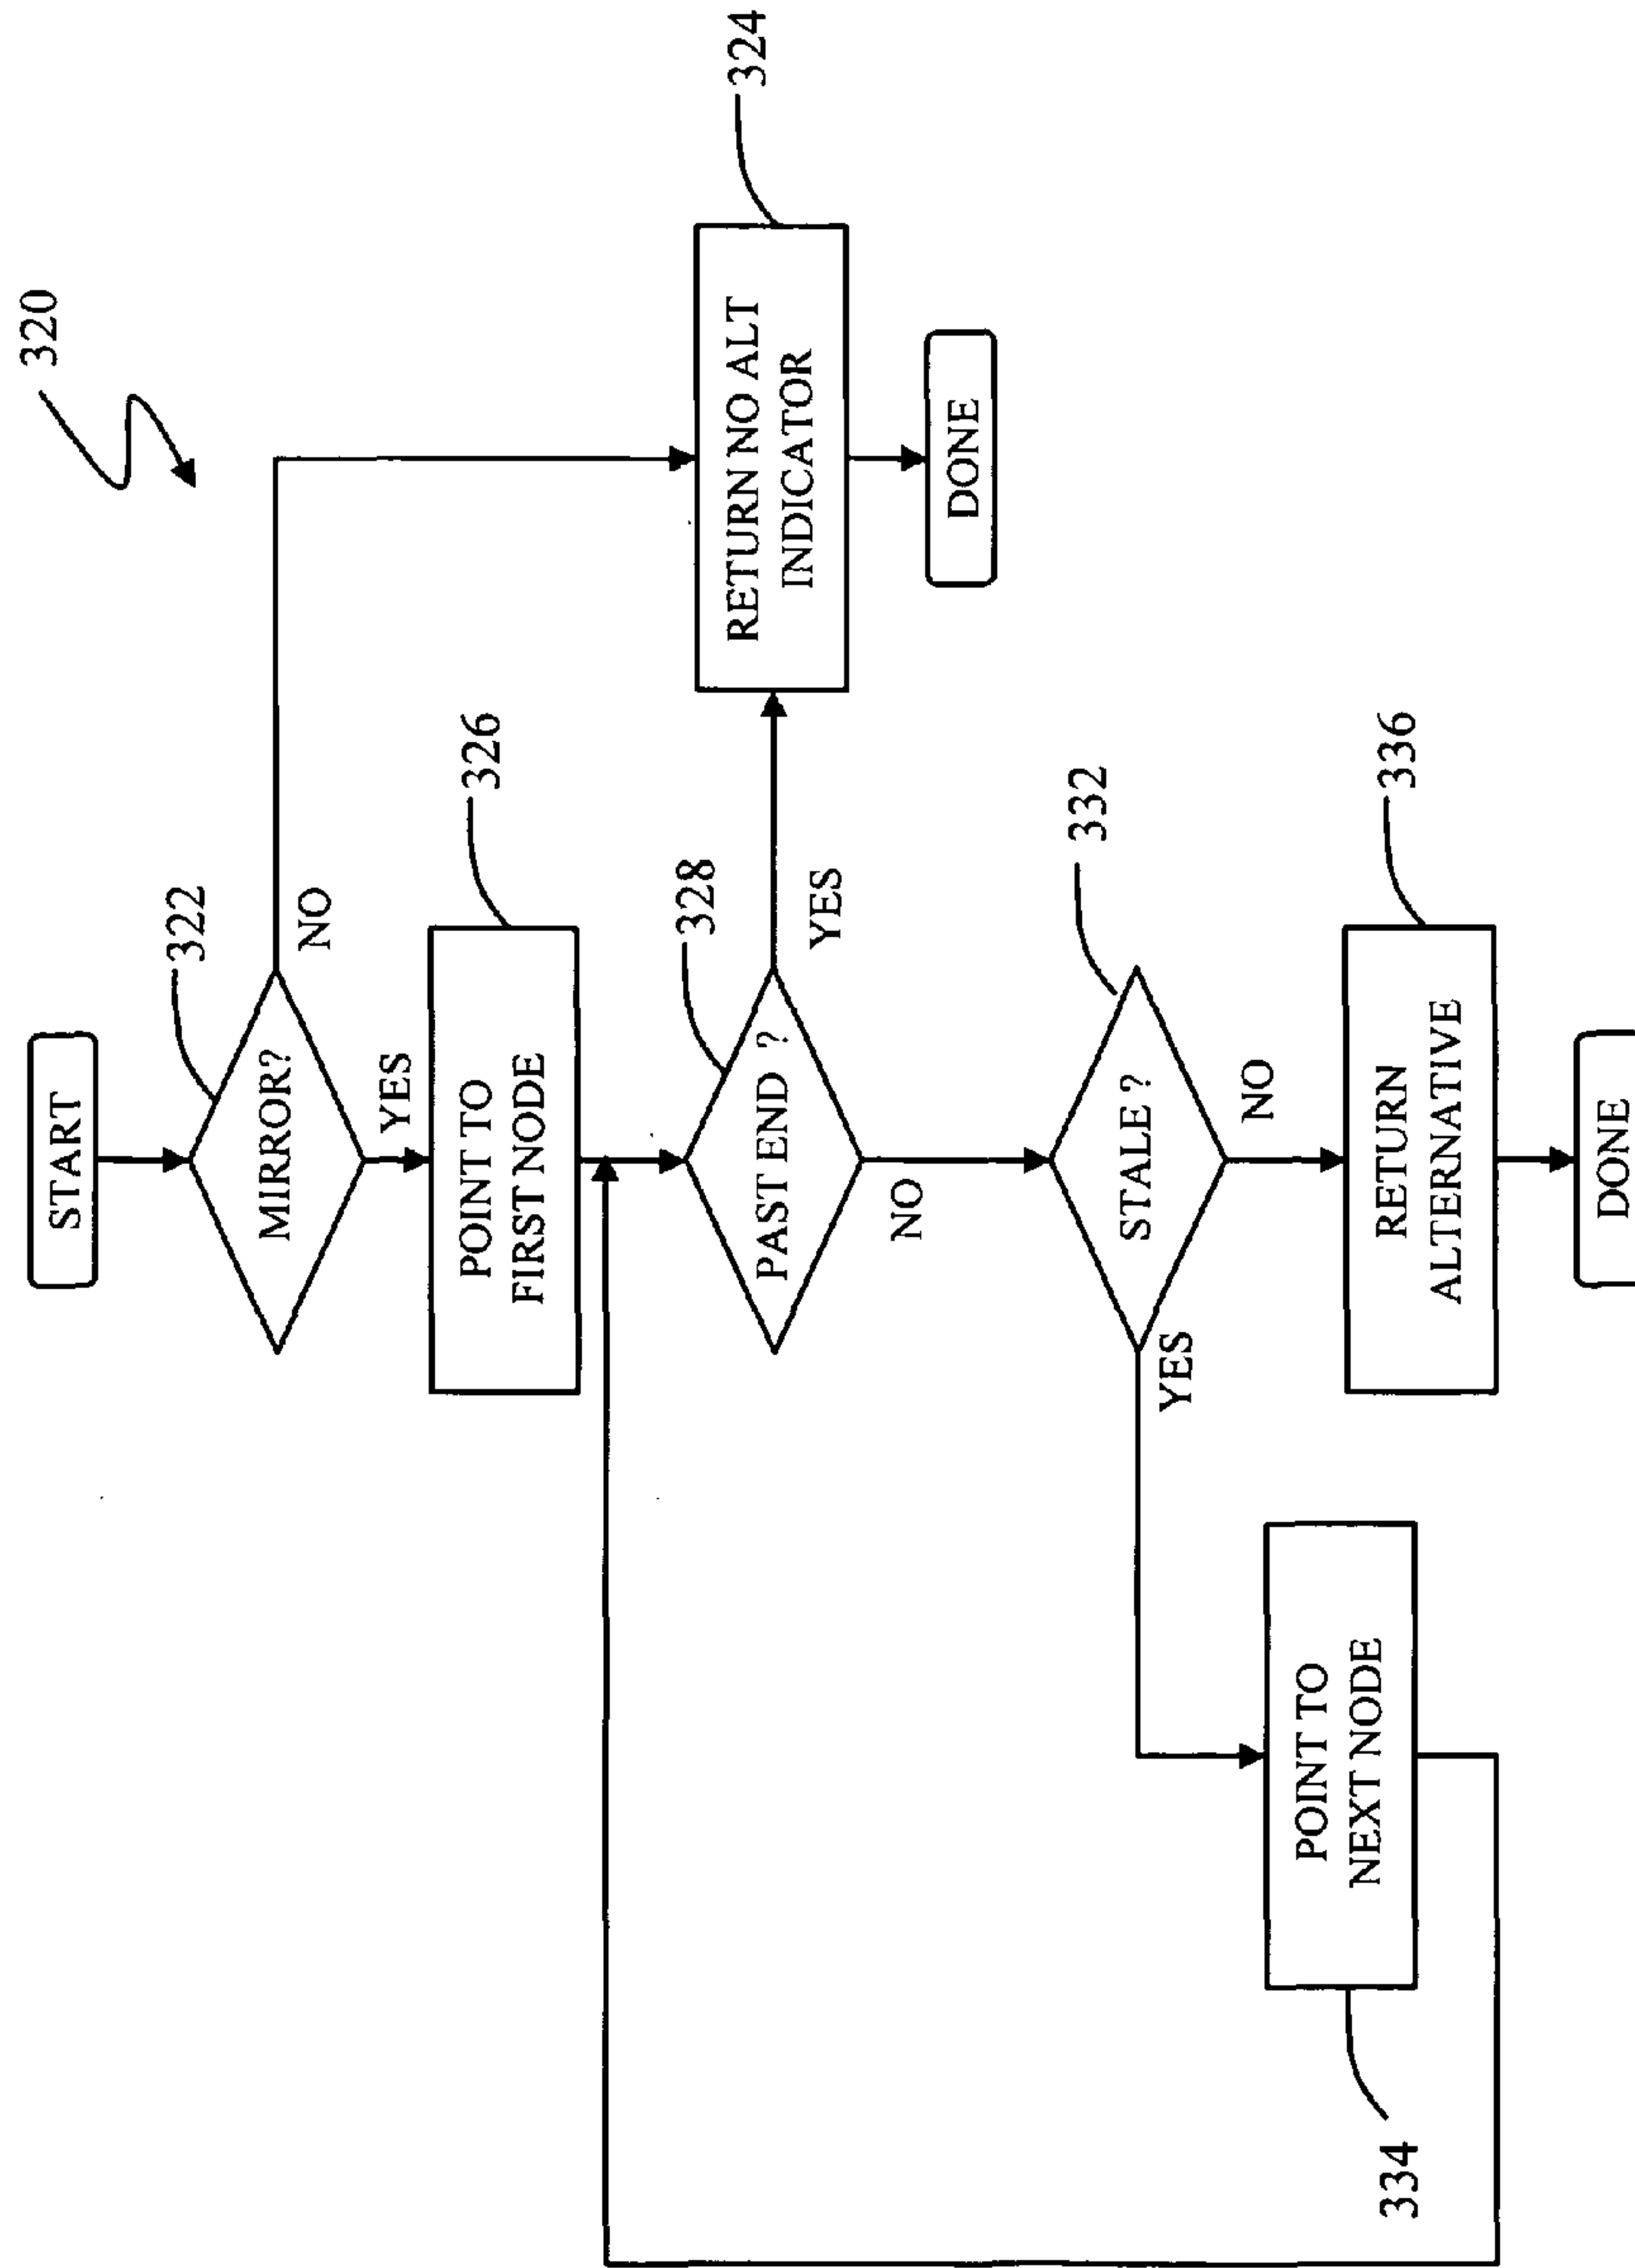 320
START
322
MIRROR?
NO
YES
POINT TO
FIRST NODE
326
328
PAST END ?
YES
NO
RETURN NO ALT
INDICATOR
324
DONE
332
STALE ?
YES
NO
POINT TO
NEXT NODE
334
RETURN
ALTERNATIVE
336
DONE